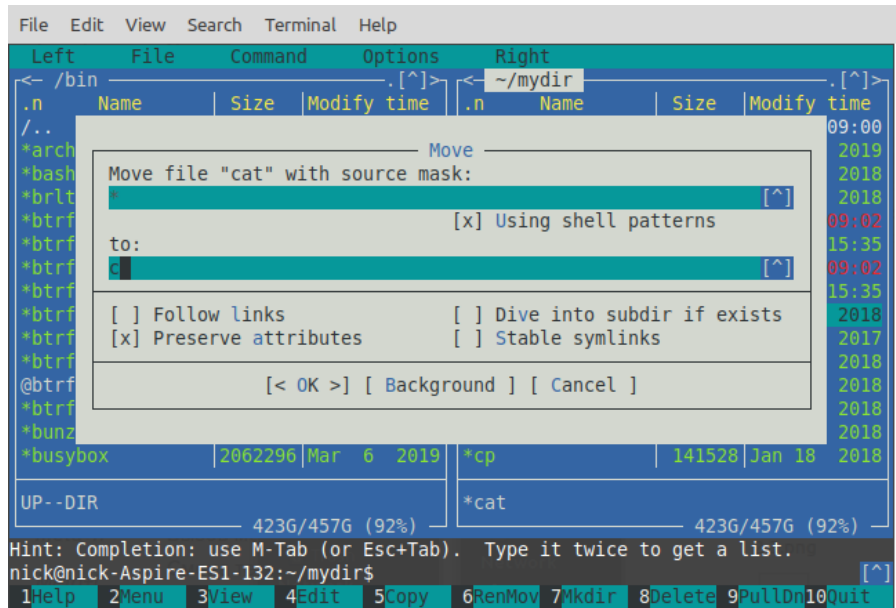 File Edit View Search Terminal Help
Left File Command Options Right
<— /bin .[^]> <— ~/mydir .[^]>
.n Name Size Modify time .n Name Size Modify time
/.. 09:00
*arch Move 2019
*bash Move file "cat" with source mask: 2018
*brlt * [^] 2018
*btrf [x] Using shell patterns 09:02
*btrf to: 15:35
*btrf c [^] 09:02
*btrf 15:35
*btrf [ ] Follow links [ ] Dive into subdir if exists 2018
*btrf [x] Preserve attributes [ ] Stable symlinks 2017
*btrf 2018
@btrf [< OK >] [ Background ] [ Cancel ] 2018
*btrf 2018
*bunz 2018
*busybox 2062296 Mar 6 2019 *cp 141528 Jan 18 2018
UP--DIR *cat
423G/457G (92%) 423G/457G (92%)
Hint: Completion: use M-Tab (or Esc+Tab). Type it twice to get a list.
nick@nick-Aspire-ES1-132:~/mydir$ [^]
1Help 2Menu 3View 4Edit 5Copy 6RenMov 7Mkdir 8Delete 9PullDn 10Quit